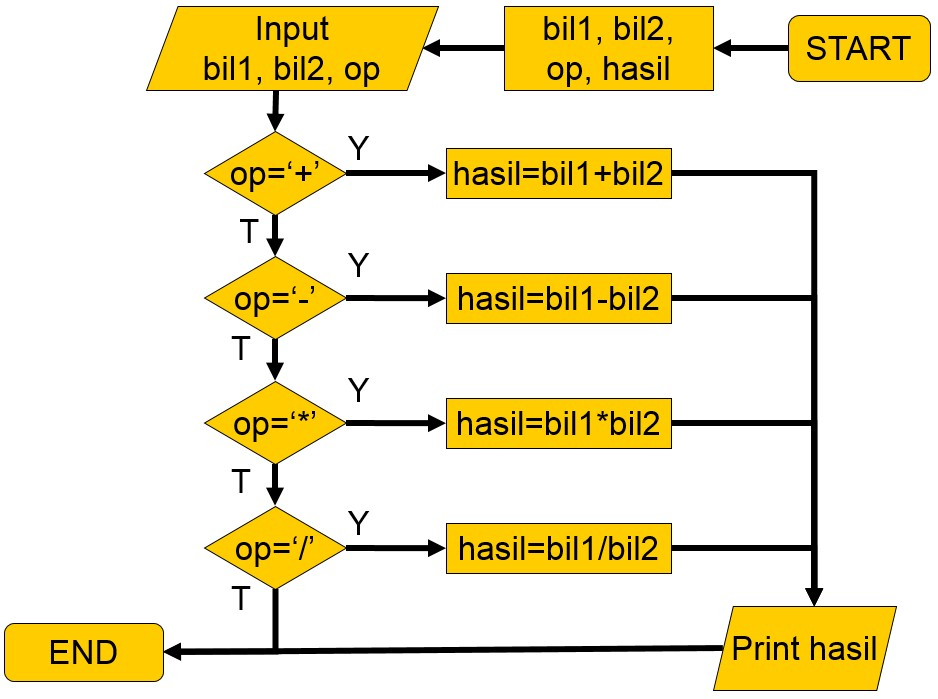 START
bil1, bil2,
op, hasil
Input
bil1, bil2, op
op=‘+’
Y
hasil=bil1+bil2
T
op=‘-’
Y
hasil=bil1-bil2
T
op=‘*’
Y
hasil=bil1*bil2
T
op=‘/’
Y
hasil=bil1/bil2
T
Print hasil
END